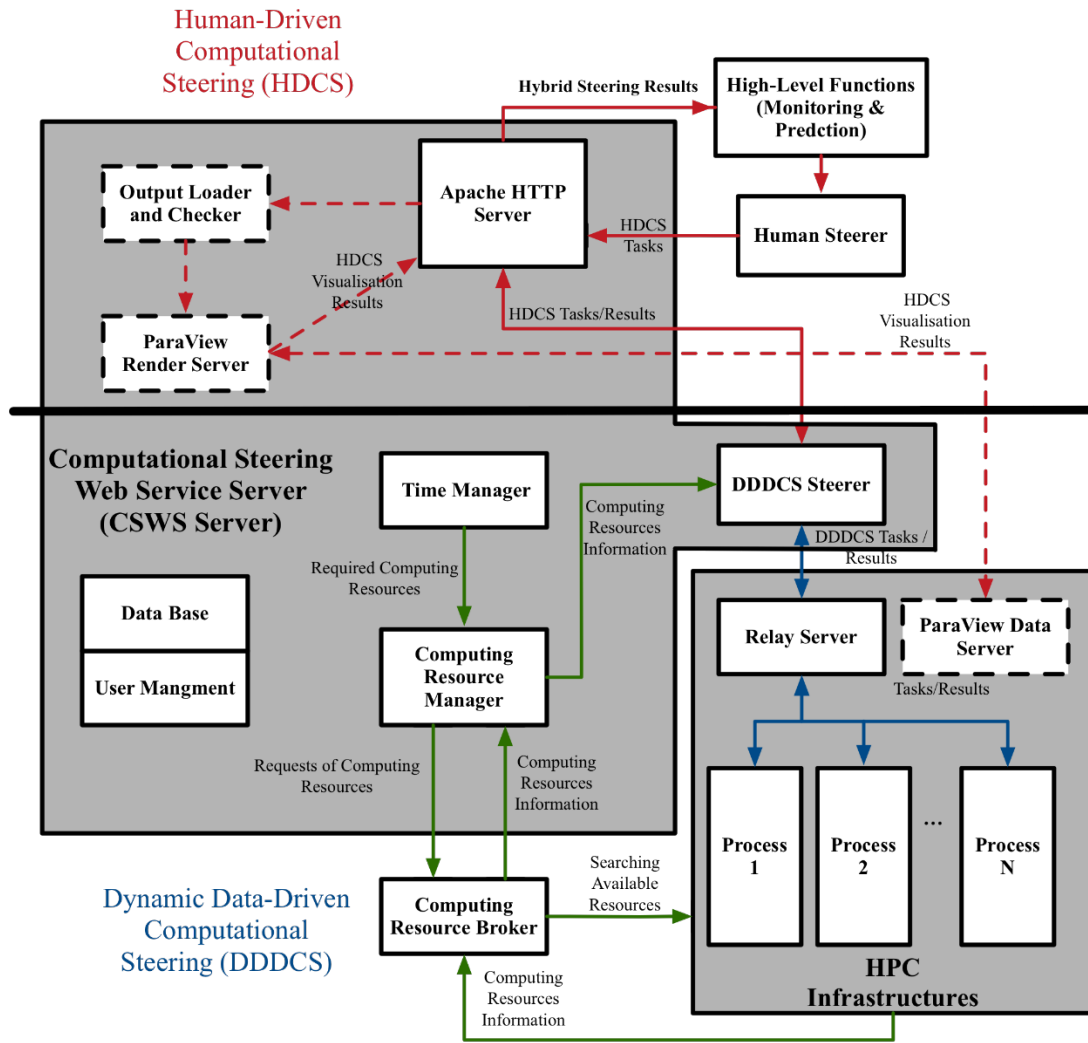 Human-Driven
Computational
Steering (HDCS)
Hybrid Steering Results
High-Level Functions
(Monitoring &
Predction)
Output Loader
and Checker
Apache HTTP
Server
HDCS
Tasks
Human Steerer
HDCS
Visualisation
Results
HDCS Tasks/Results
HDCS
Visualisation
Results
ParaView
Render Server
Computational Steering
Web Service Server
(CSWS Server)
Time Manager
DDDCS Steerer
Computing
Resources
Information
DDDCS Tasks /
Results
Required Computing
Resources
Data Base
User Mangment
Computing
Resource
Manager
Relay Server
ParaView Data
Server
Tasks/Results
Requests of Computing
Resources
Computing
Resources
Information
Process
1
Process
2
...
Process
N
Dynamic Data-Driven
Computational
Steering (DDDCS)
Computing
Resource Broker
Searching
Available
Resources
HPC
Infrastructures
Computing
Resources
Information